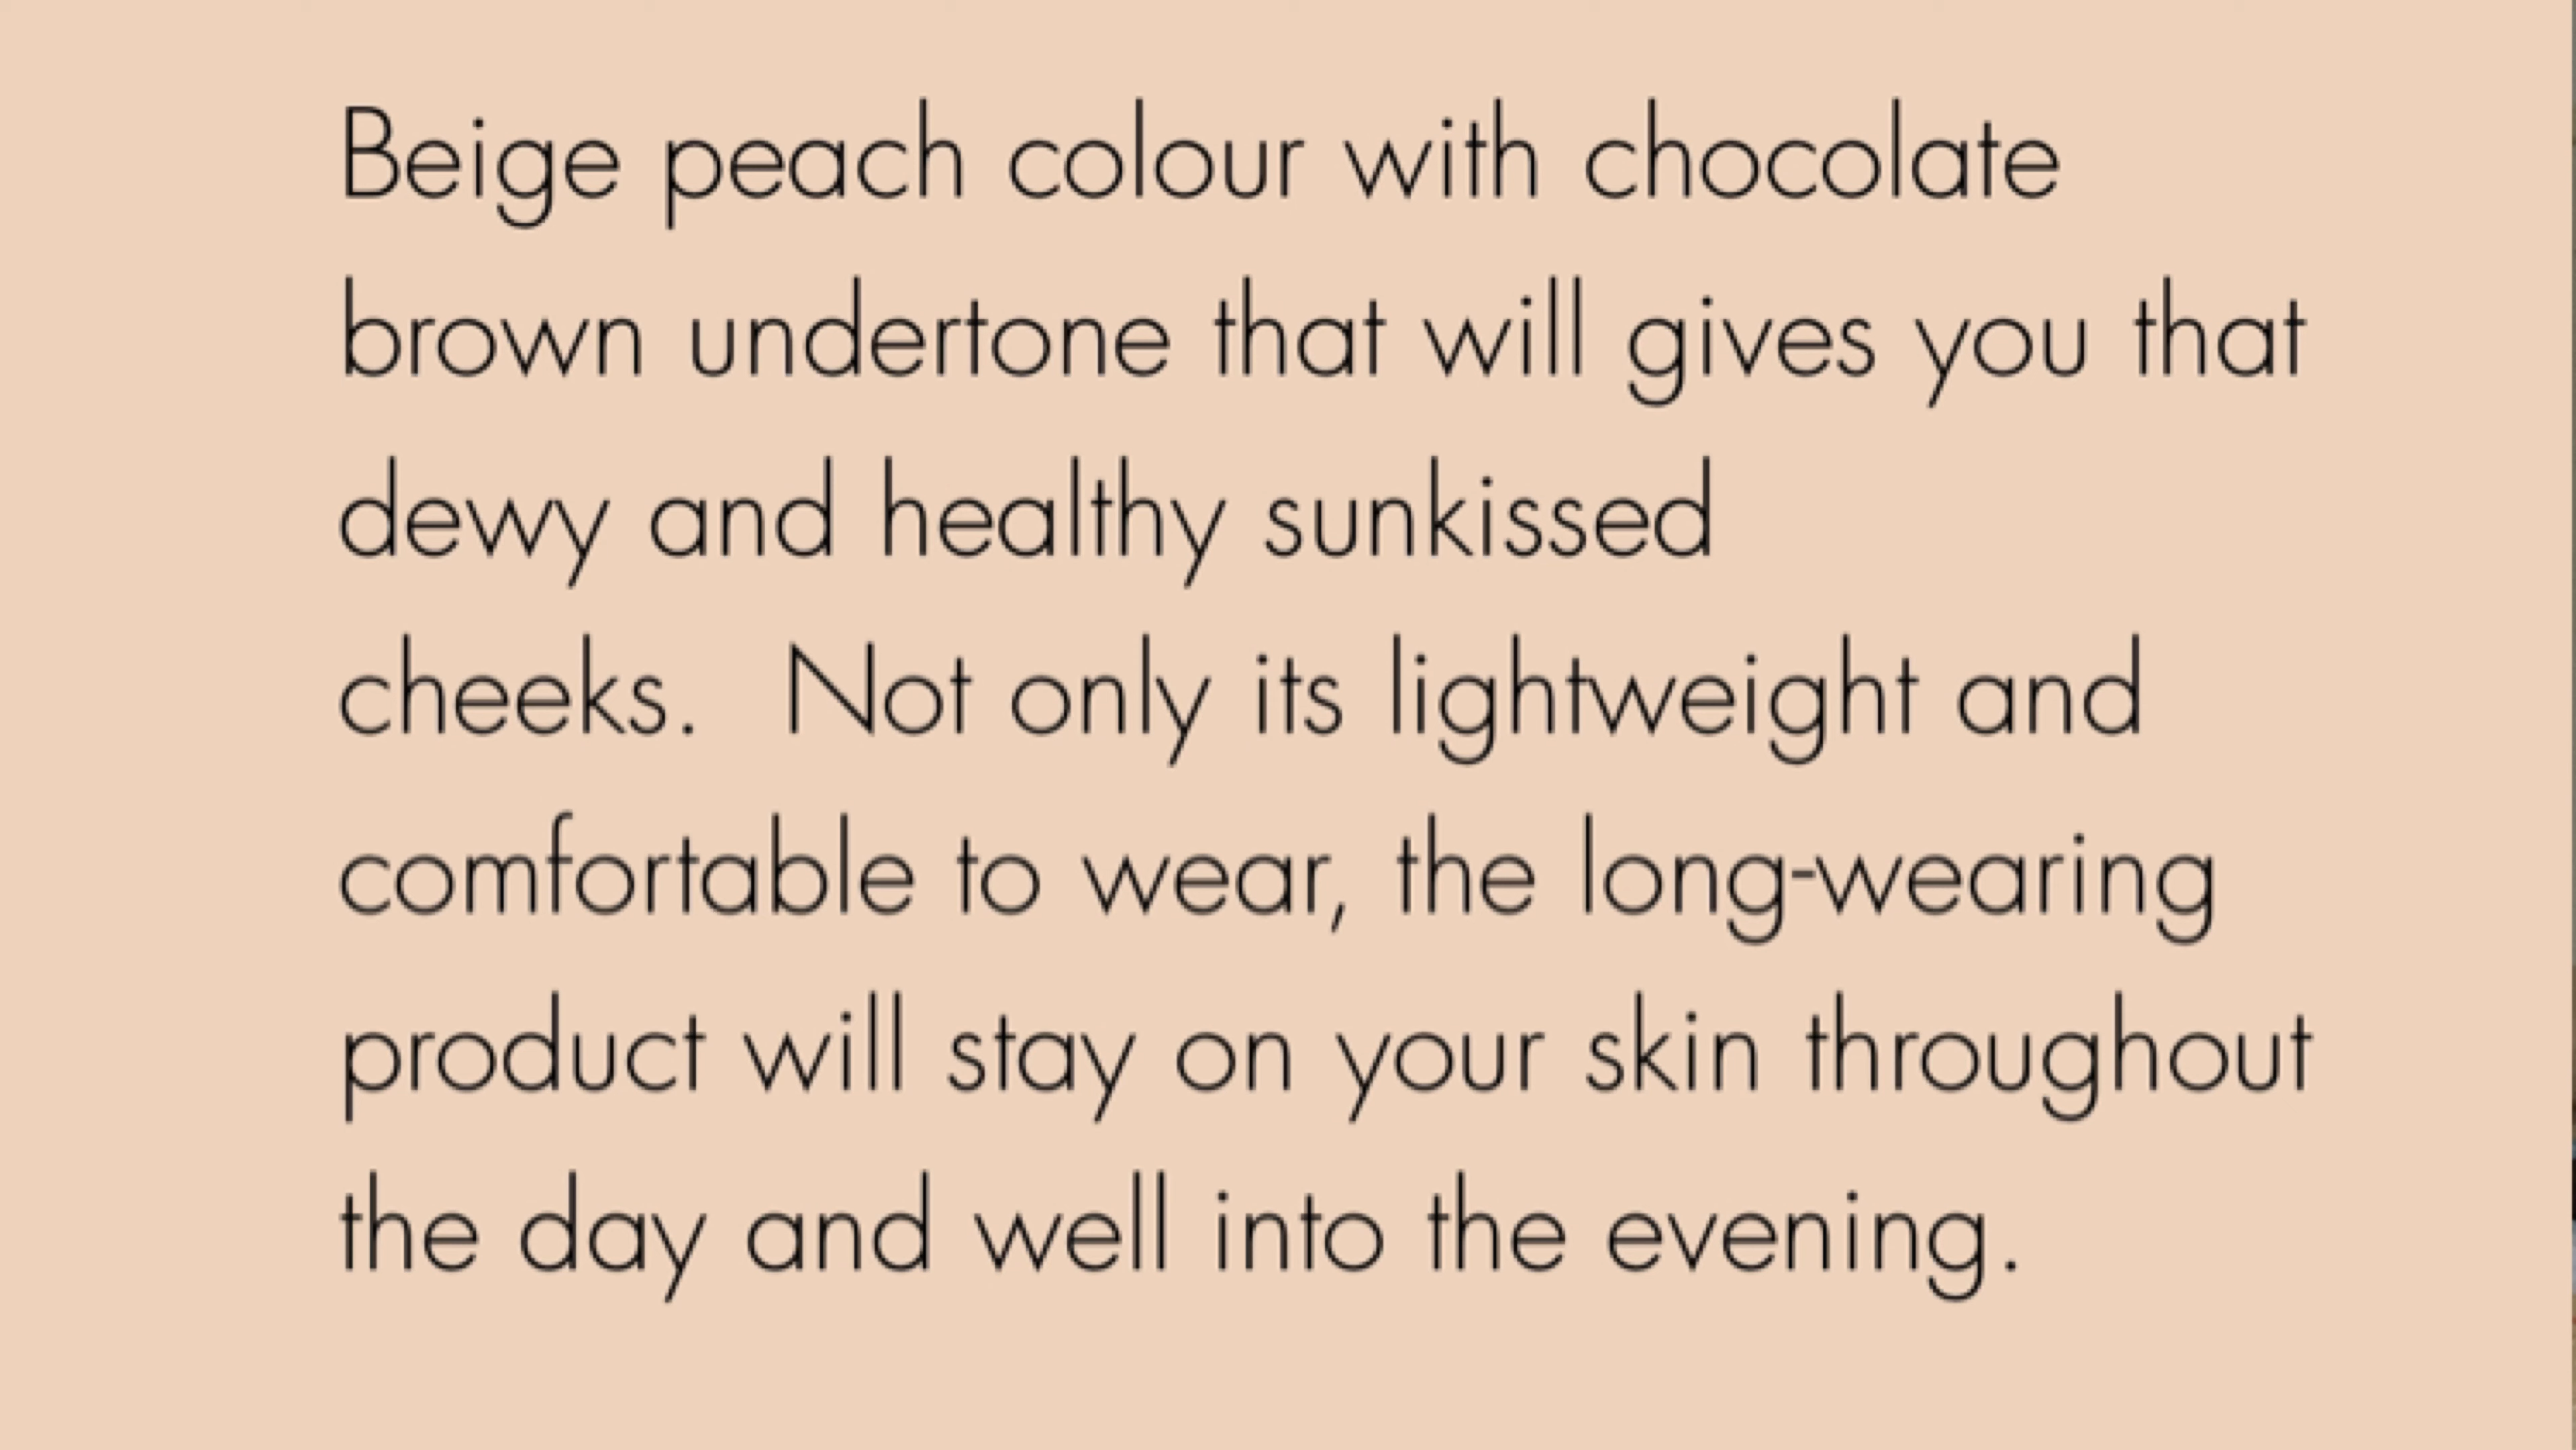 Beige peach colour with chocolate
brown undertone that will gives you that
dewy and healthy sunkissed
cheeks.  Not only its lightweight and
comfortable to wear, the long-wearing
product will stay on your skin throughout
the day and well into the evening.